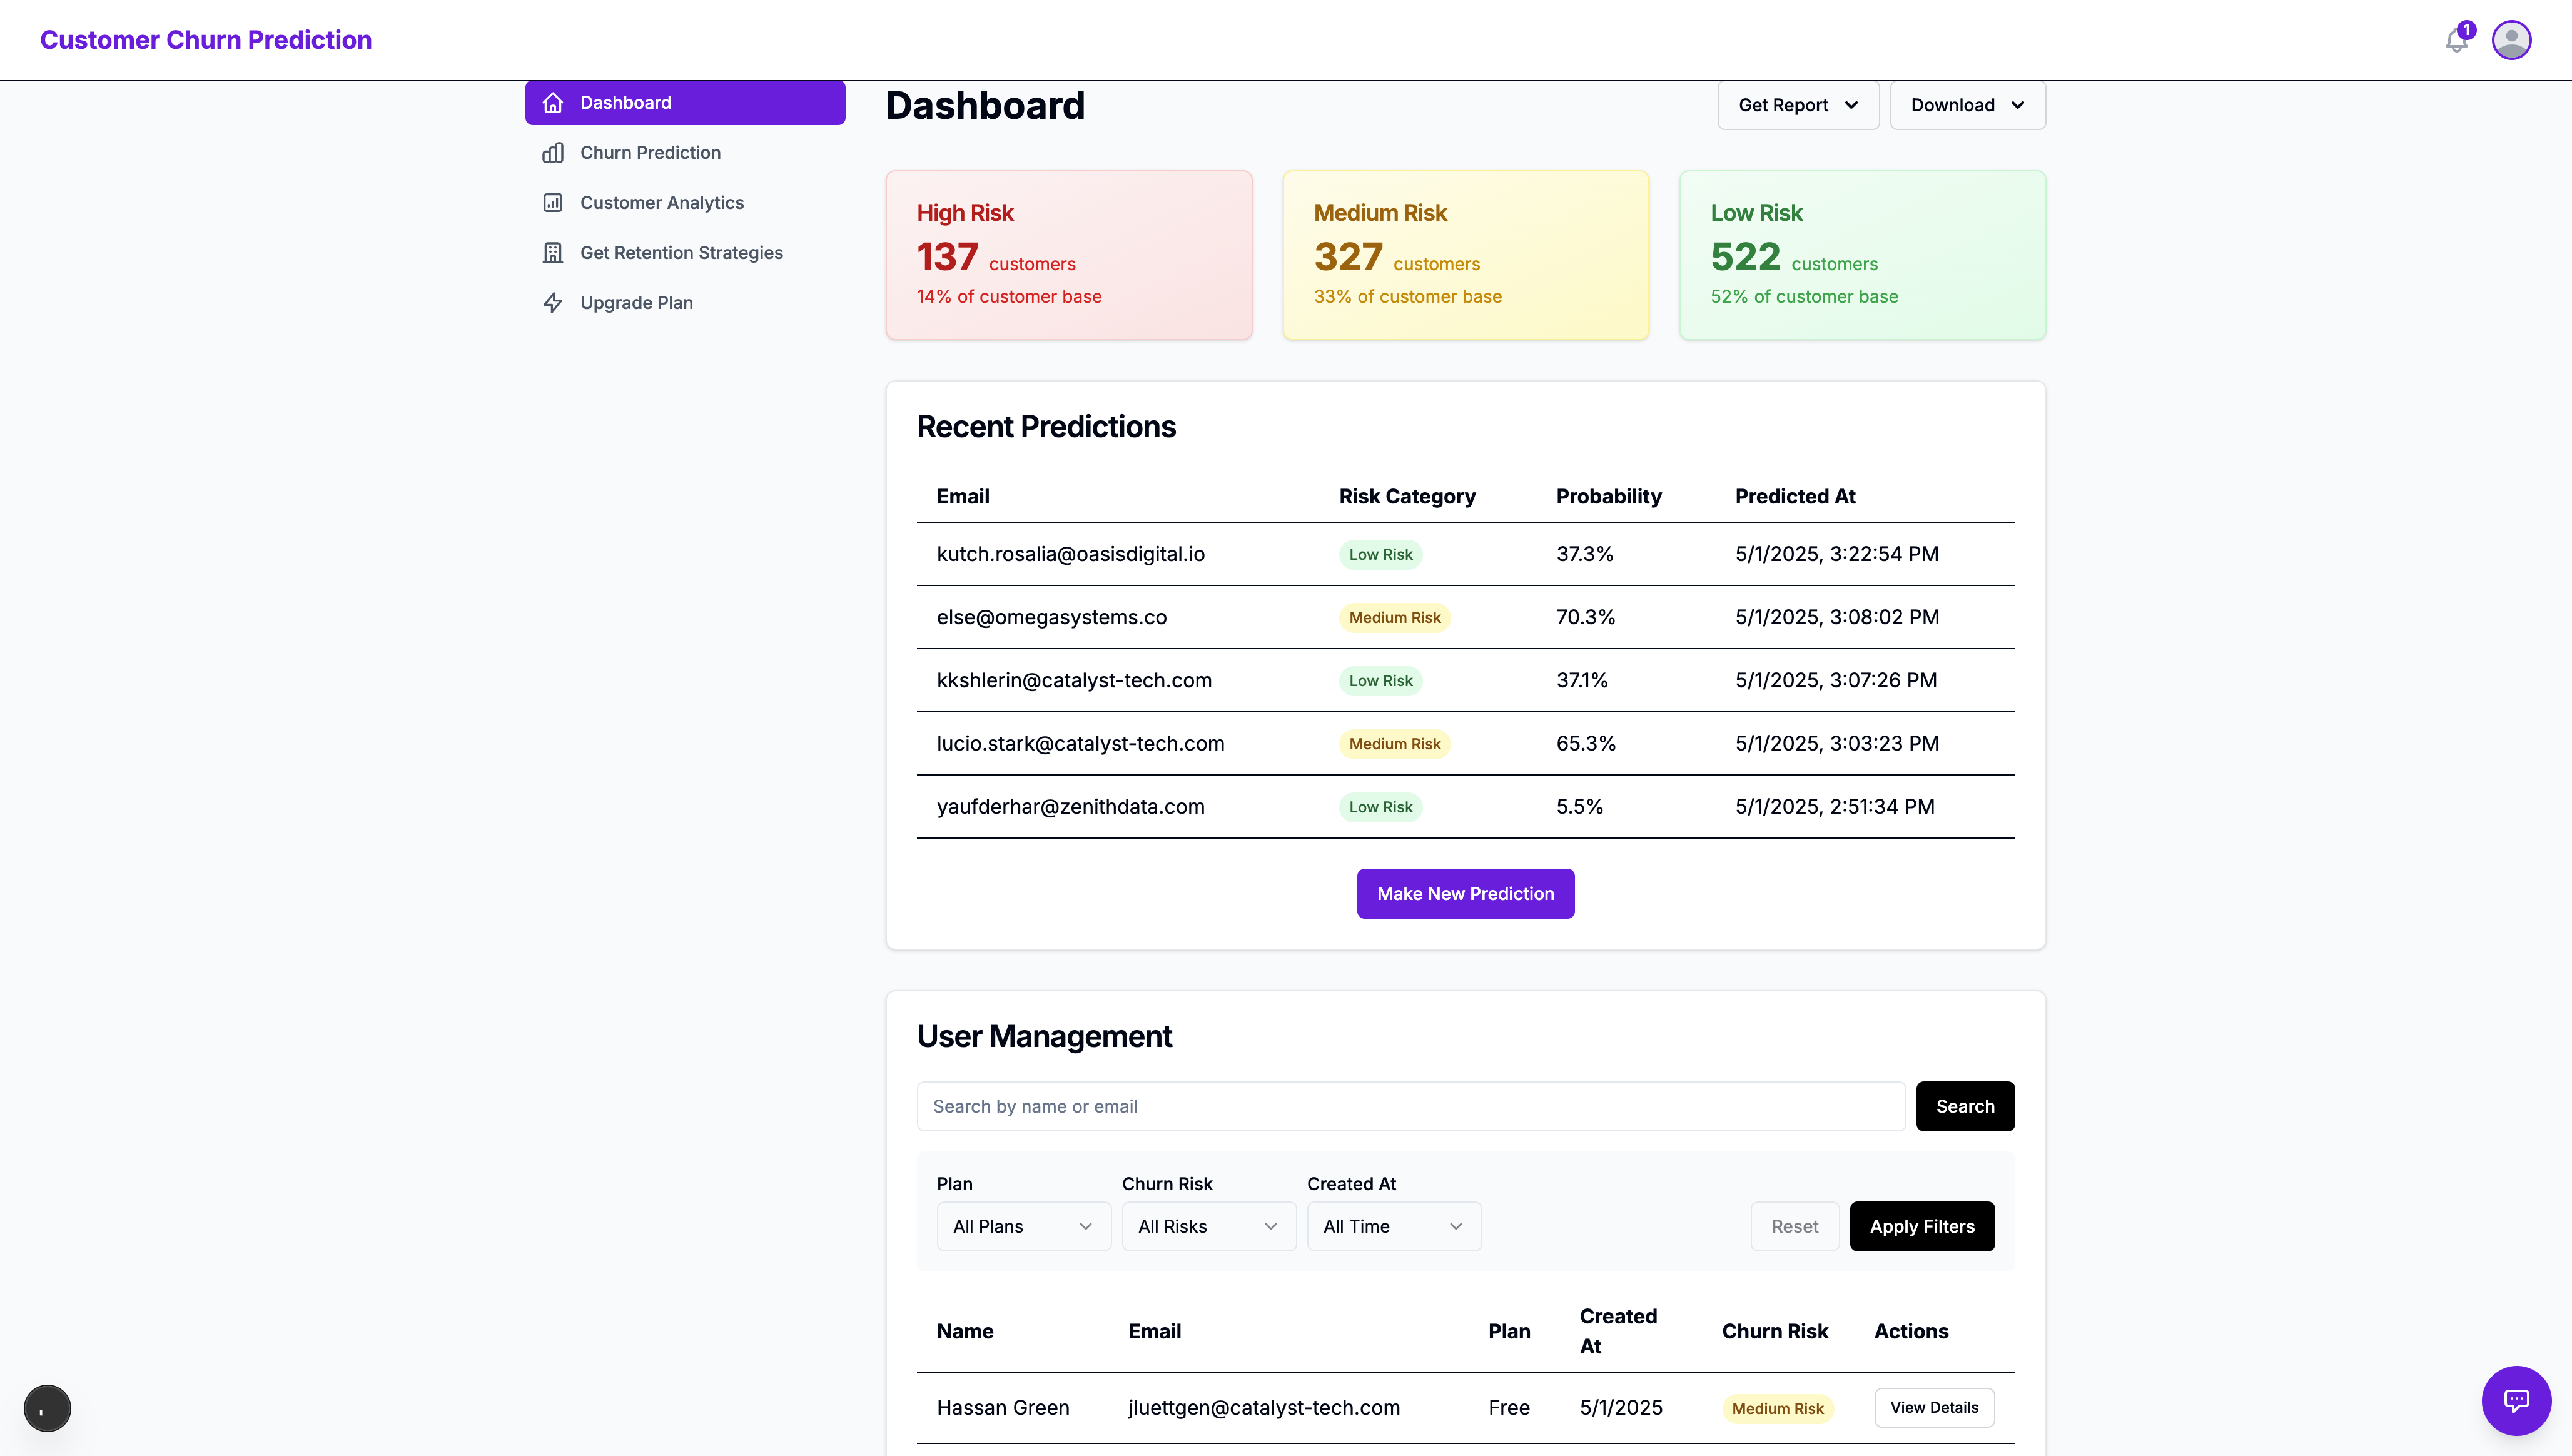 Customer Churn Prediction
1
Dashboard
Churn Prediction
Customer Analytics
Get Retention Strategies
Upgrade Plan
Dashboard
Get Report
Download
High Risk
137 customers
14% of customer base
Medium Risk
327 customers
33% of customer base
Low Risk
522 customers
52% of customer base
Recent Predictions
Email Risk Category Probability Predicted At
kutch.rosalia@oasisdigital.io Low Risk 37.3% 5/1/2025, 3:22:54 PM
else@omegasystems.co Medium Risk 70.3% 5/1/2025, 3:08:02 PM
kkshlerin@catalyst-tech.com Low Risk 37.1% 5/1/2025, 3:07:26 PM
lucio.stark@catalyst-tech.com Medium Risk 65.3% 5/1/2025, 3:03:23 PM
yaufderhar@zenithdata.com Low Risk 5.5% 5/1/2025, 2:51:34 PM
Make New Prediction
User Management
Search by name or email
Search
Plan Churn Risk Created At
All Plans All Risks All Time Reset Apply Filters
Name Email Plan Created At Churn Risk Actions
Hassan Green jluettgen@catalyst-tech.com Free 5/1/2025 Medium Risk View Details